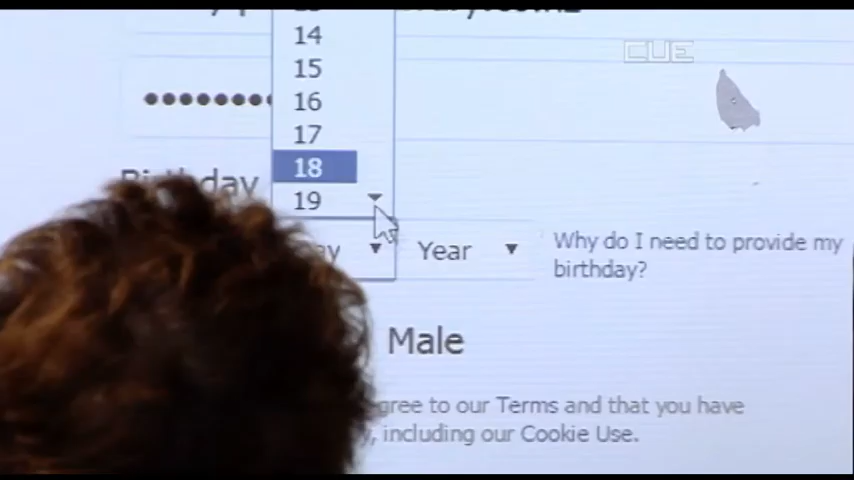 14
CUE
15
16
17
18
Birthday
19
Year
Why do I need to provide my
birthday?
Male
gree to our Terms and that you have
, including our Cookie Use.